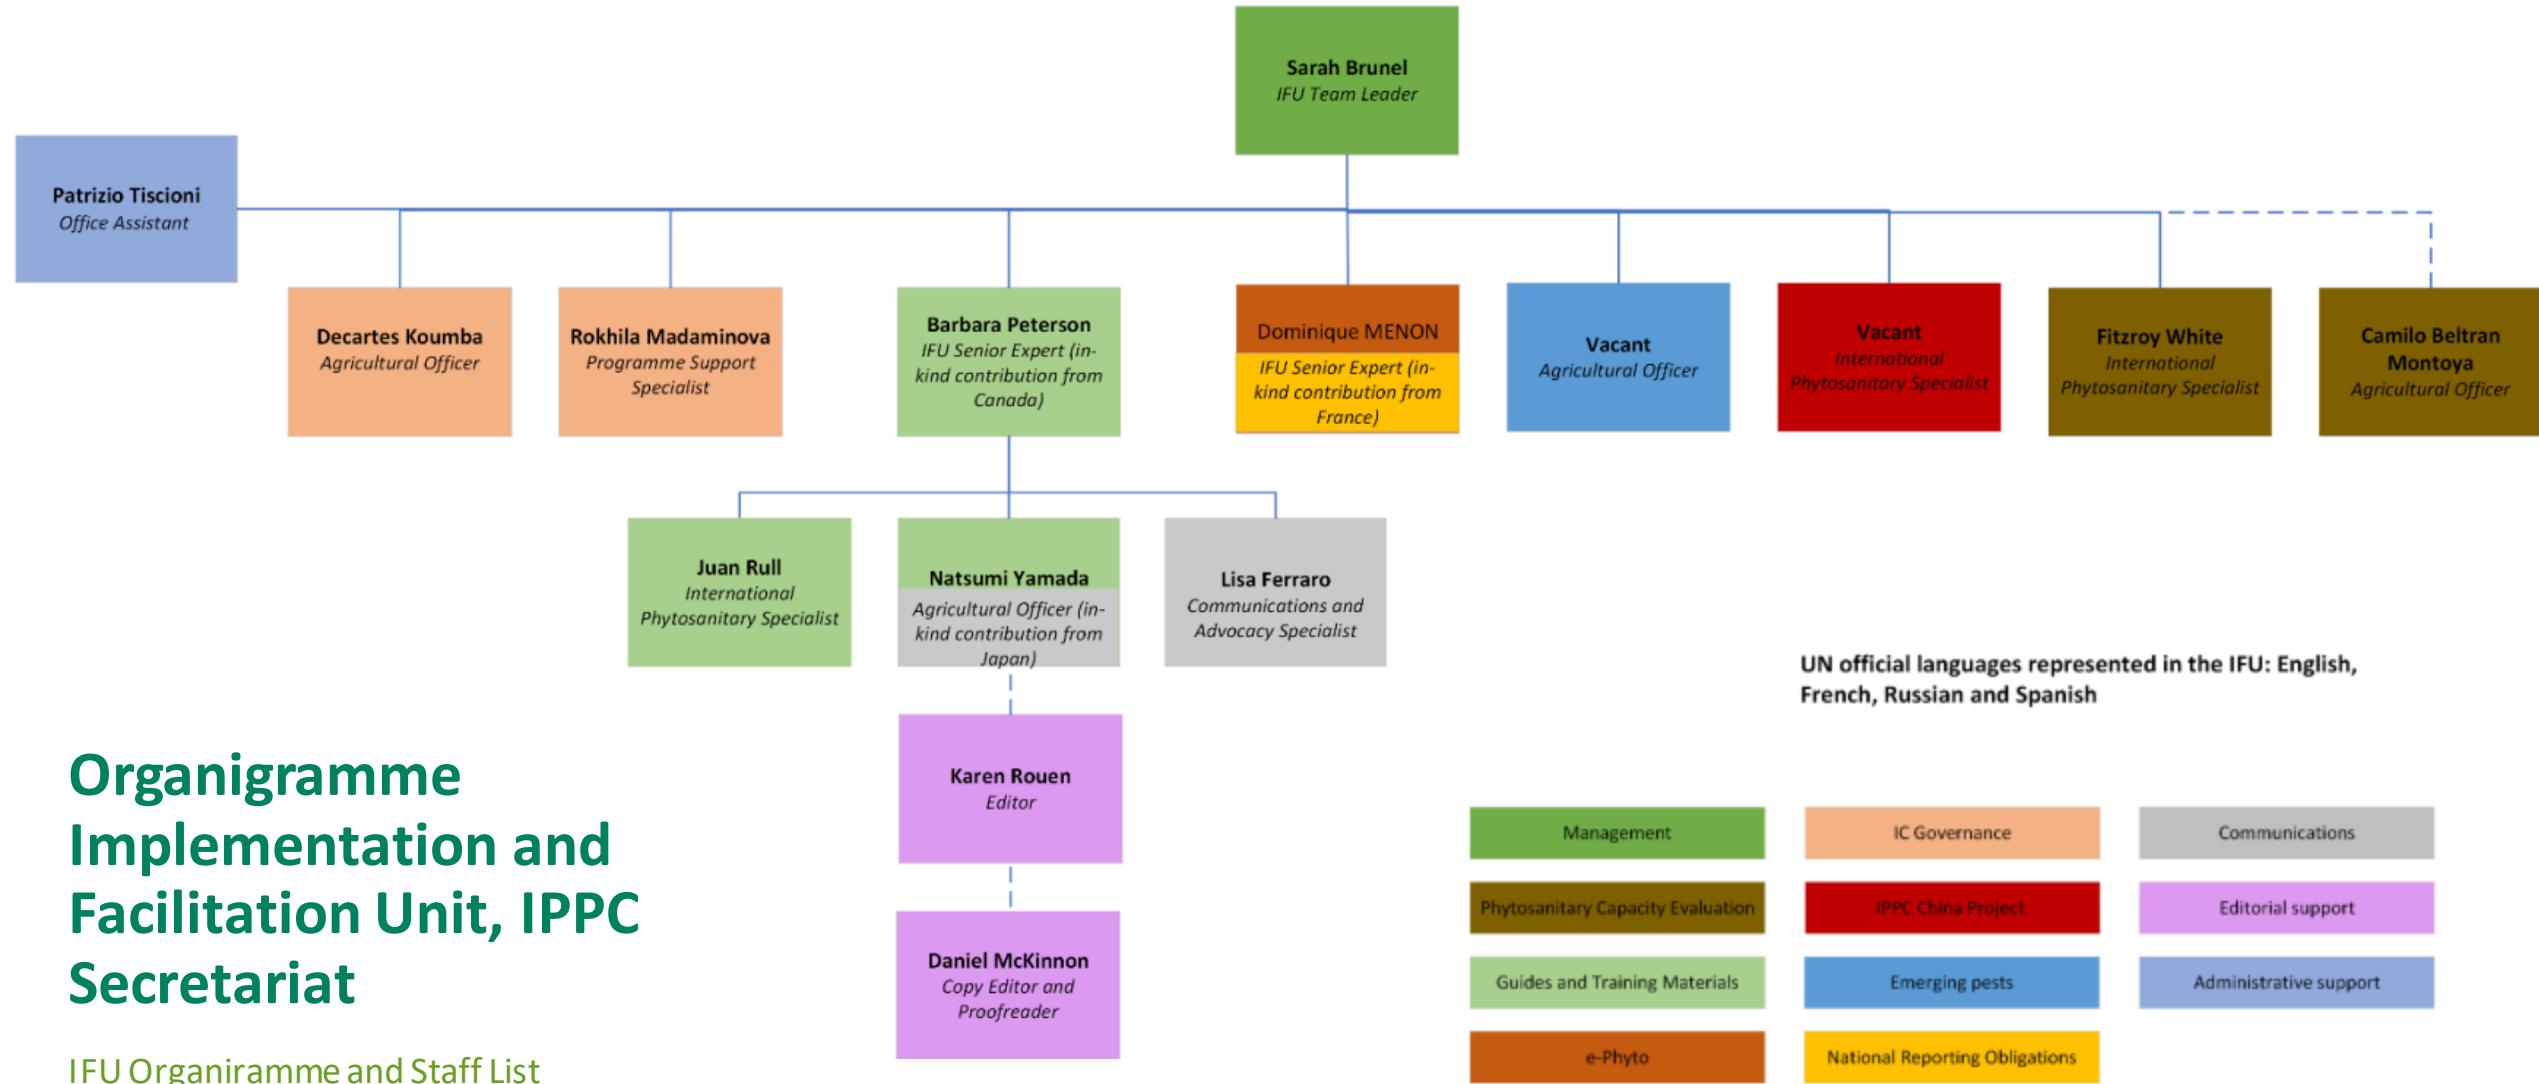 Sarah Brunel
IFU Team Leader
Patrizio Tiscioni
Office Assistant
Decartes Koumba
Agricultural Officer
Rokhila Madaminova
Programme Support
Specialist
Barbara Peterson
IFU Senior Expert (in-
kind contribution from
Canada)
Dominique MENON
IFU Senior Expert (in-
kind contribution from
France)
Vacant
Agricultural Officer
Vacant
International
Phytosanitary Specialist
Fitzroy White
International
Phytosanitary Specialist
Camilo Beltran
Montoya
Agricultural Officer
Juan Rull
International
Phytosanitary Specialist
Natsumi Yamada
Agricultural Officer (in-
kind contribution from
Japan)
Lisa Ferraro
Communications and
Advocacy Specialist
Karen Rouen
Editor
Daniel McKinnon
Copy Editor and
Proofreader
UN official languages represented in the IFU: English,
French, Russian and Spanish
Organigramme
Implementation and
Facilitation Unit, IPPC
Secretariat
IFU Organiramme and Staff List
Management
IC Governance
Communications
Phytosanitary Capacity Evaluation
IPPC China Project
Editorial support
Guides and Training Materials
Emerging pests
Administrative support
e-Phyto
National Reporting Obligations